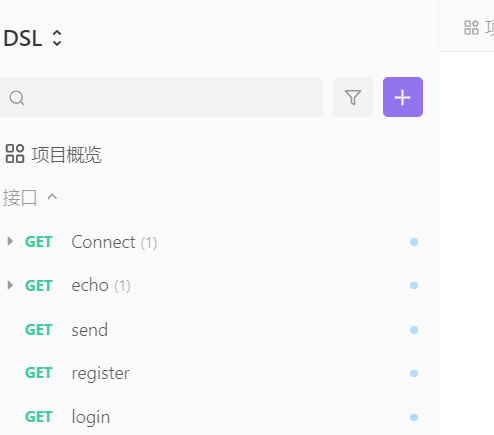 DSL
项目概览
接口
GET Connect (1)
GET echo (1)
GET send
GET register
GET login